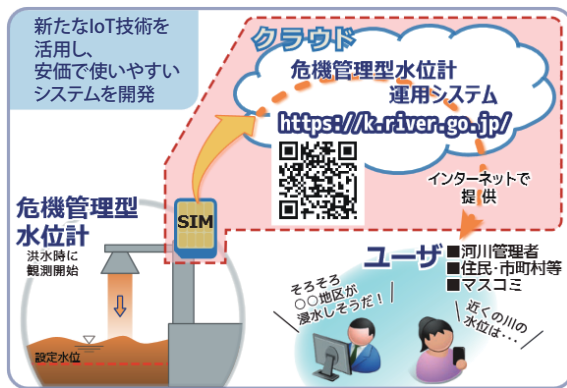 新たなIoT技術を
活用し、
安価で使いやすい
システムを開発
クラウド
危機管理型水位計
運用システム
https://k.river.go.jp/
インターネットで
提供
SIM
危機管理型
水位計
洪水時に
観測開始
設定水位
ユーザ
■河川管理者
■住民・市町村等
■マスコミ
そろそろ
○○地区が
浸水しそうだ！
近くの川の
水位は・・・